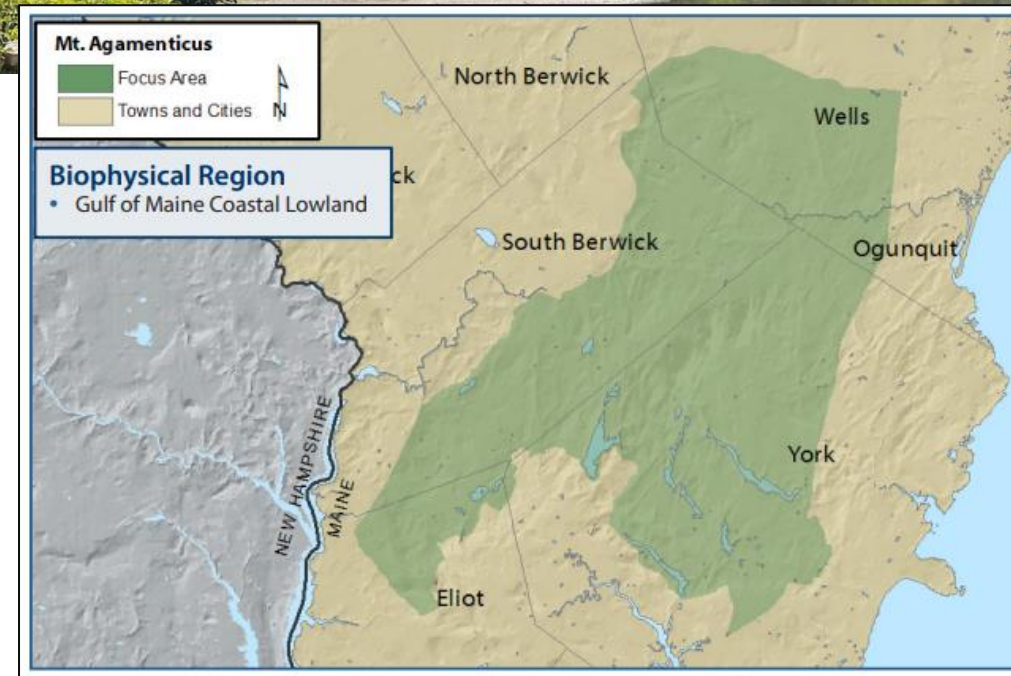 Mt. Agamenticus
Focus Area
Towns and Cities
N
Biophysical Region
• Gulf of Maine Coastal Lowland
ck
North Berwick
Wells
South Berwick
Ogunquit
York
NEW HAMPSHIRE
MAINE
Eliot